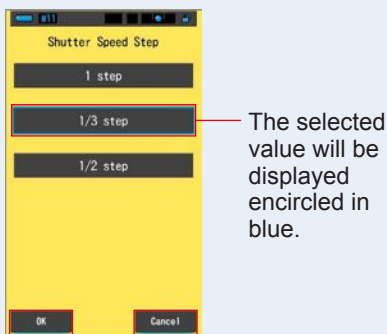 Shutter Speed Step
1 step
1/3 step
1/2 step
OK
Cancel
The selected
value will be
displayed
encircled in
blue.